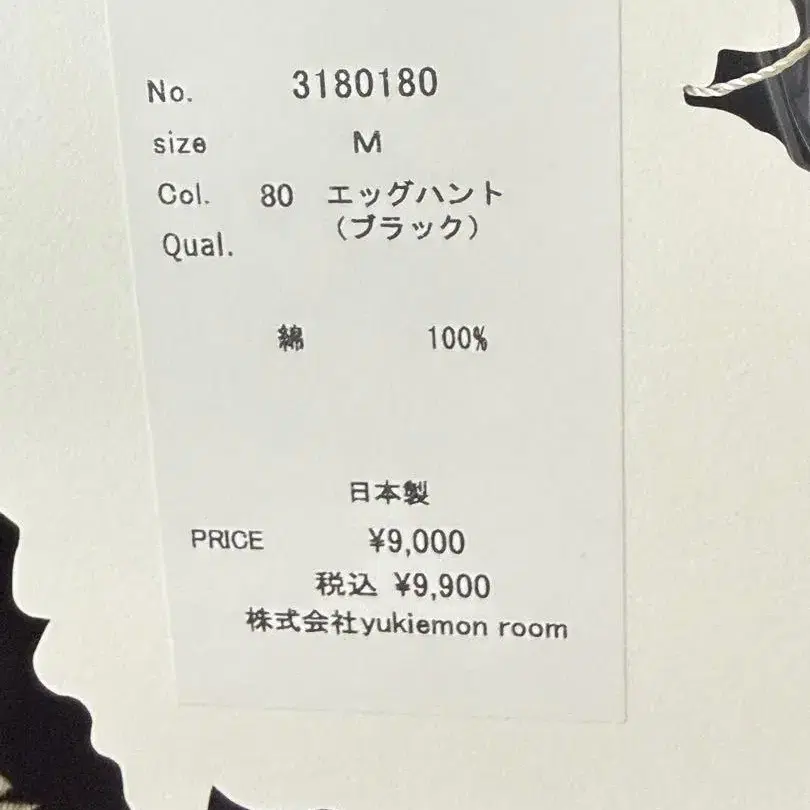 No. 3180180
size M
Col. 80 エッグハント
(ブラック)
Qual.
綿 100%
日本製
PRICE ¥9,000
税込 ¥9,900
株式会社yukiemon room